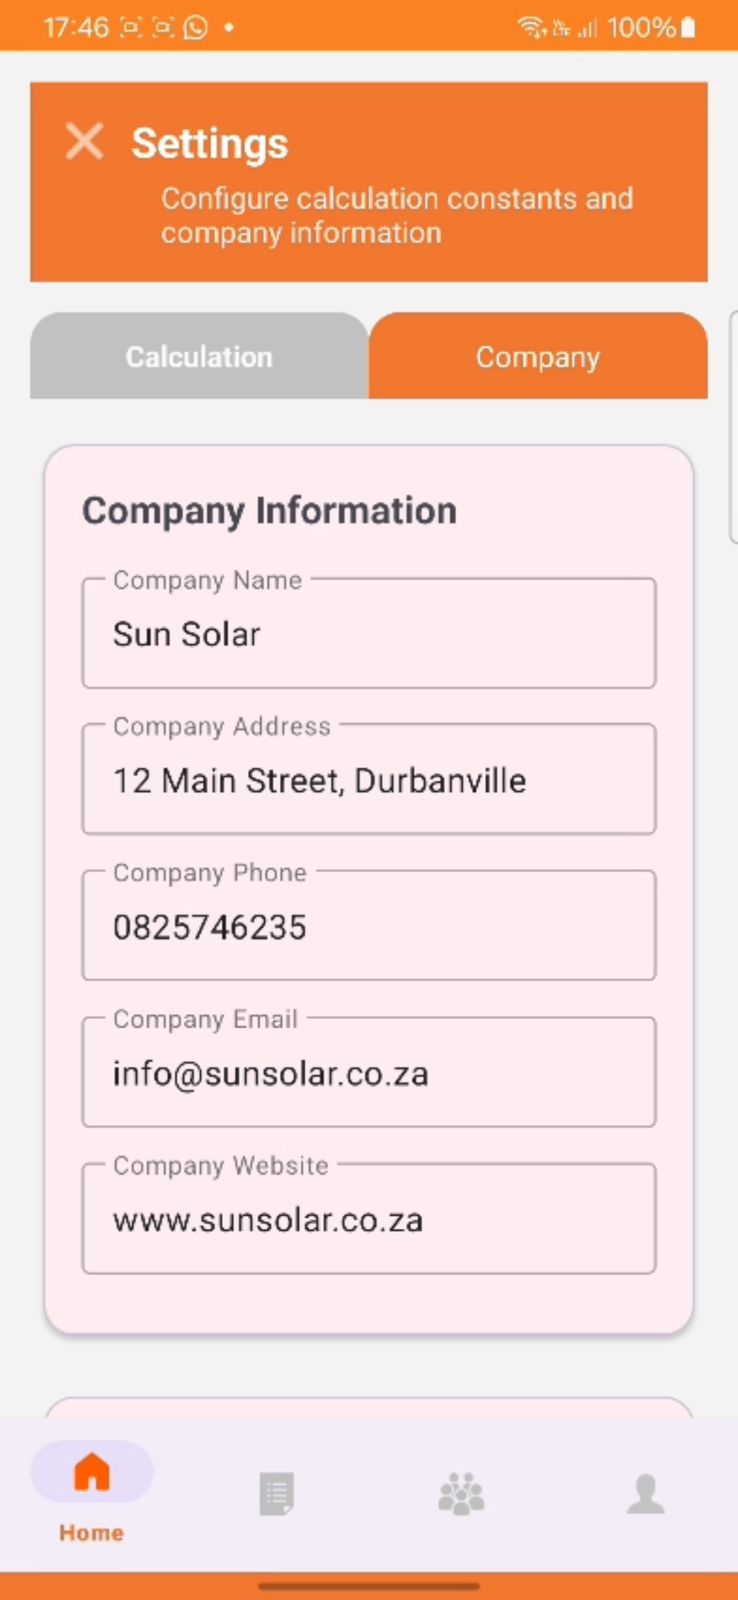 17:46
100%
Settings
Configure calculation constants and
company information
Calculation
Company
Company Information
Company Name
Sun Solar
Company Address
12 Main Street, Durbanville
Company Phone
0825746235
Company Email
info@sunsolar.co.za
Company Website
www.sunsolar.co.za
Home